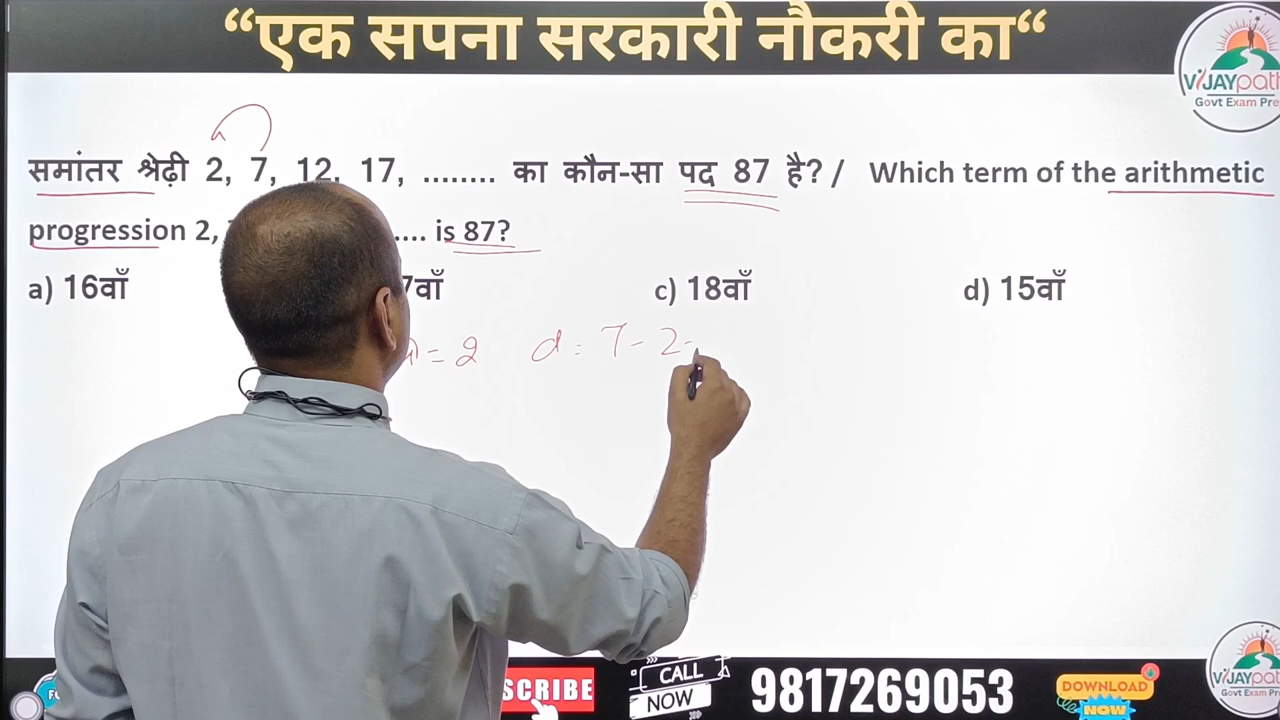 “एक सपना सरकारी नौकरी का“
VIJAYpath
Govt Exam Pre
समांतर श्रेढ़ी 2, 7, 12, 17, ........ का कौन-सा पद 87 है? / Which term of the arithmetic
progression 2, .... is 87?
a) 16वाँ 7वाँ c) 18वाँ d) 15वाँ
= 2 d = 7 - 2 =
SCRIBE
CALL
NOW
9817269053
DOWNLOAD
NOW
VIJAYpath
Govt Exam Prep